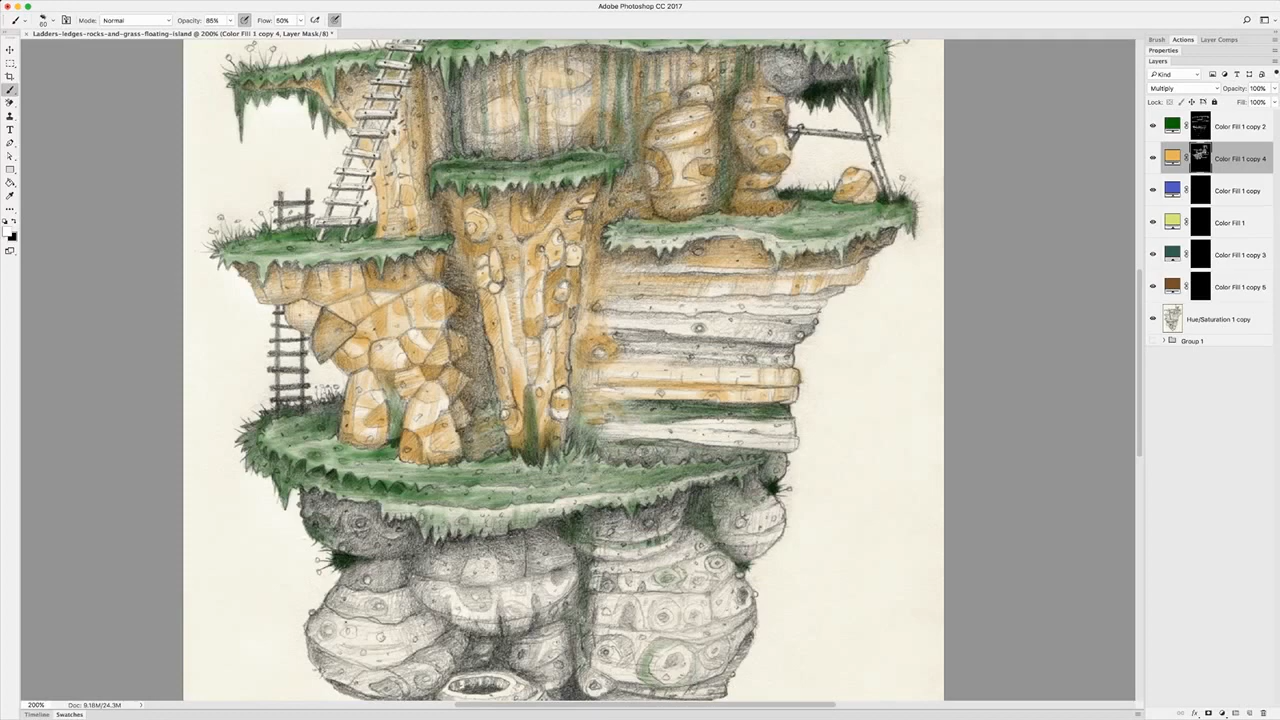 Adobe Photoshop CC 2017
60
Mode: Normal
Opacity: 85%
Flow: 50%
Ladders-ledges-rocks-and-grass-floating-island @ 200% (Color Fill 1 copy 4, Layer Mask/8) *
Brush Actions Layer Comps
Properties
Layers
Kind
Multiply
Opacity: 100%
Lock:
Fill: 100%
Color Fill 1 copy 2
Color Fill 1 copy 4
Color Fill 1 copy
Color Fill 1
Color Fill 1 copy 3
Color Fill 1 copy 5
Hue/Saturation 1 copy
Group 1
200%
Doc: 9.18M/24.3M
Timeline Swatches